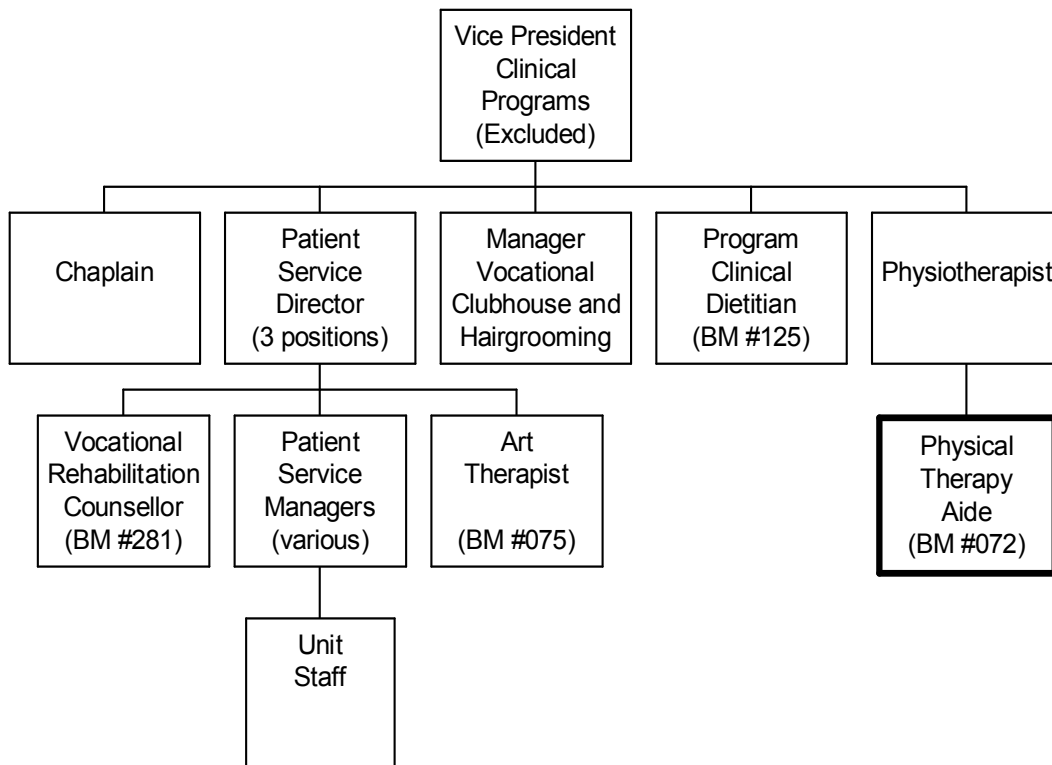 Vice President
Clinical
Programs
(Excluded)
Chaplain
Patient
Service
Director
(3 positions)
Manager
Vocational
Clubhouse and
Hairgrooming
Program
Clinical
Dietitian
(BM #125)
Physiotherapist
Vocational
Rehabilitation
Counsellor
(BM #281)
Patient
Service
Managers
(various)
Art
Therapist
(BM #075)
Physical
Therapy
Aide
(BM #072)
Unit
Staff